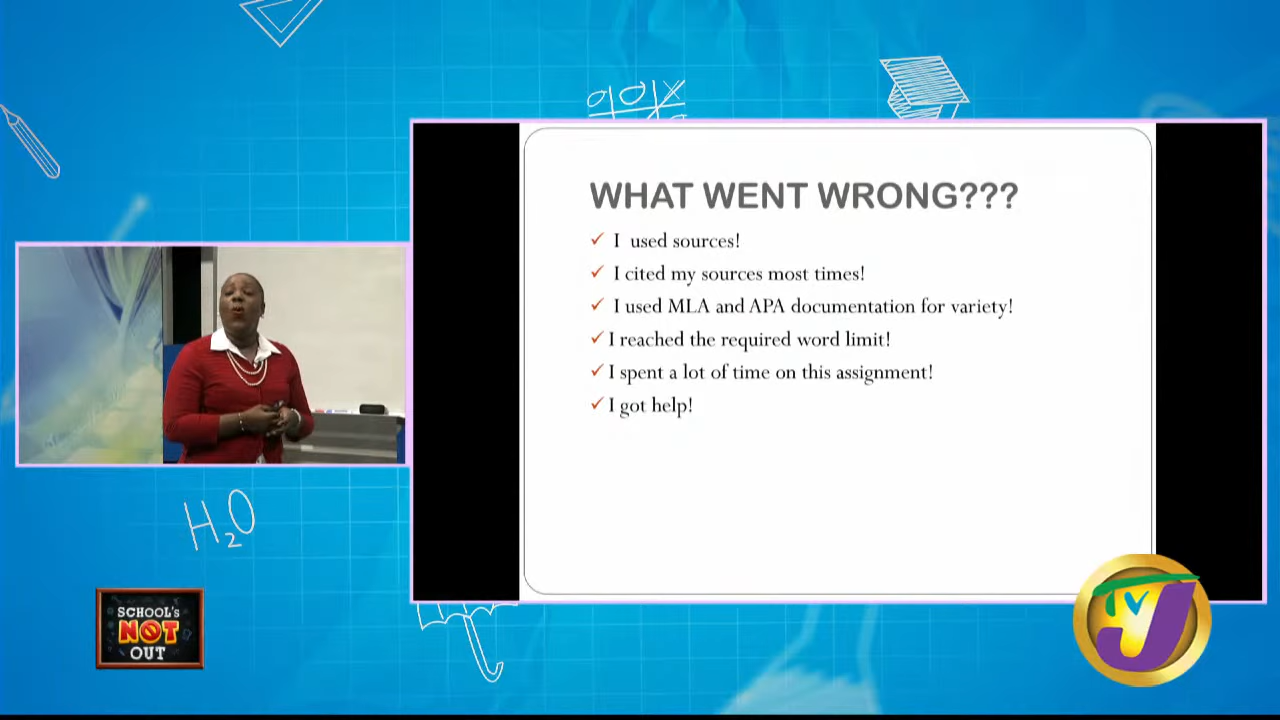 WHAT WENT WRONG???
I used sources!
I cited my sources most times!
I used MLA and APA documentation for variety!
I reached the required word limit!
I spent a lot of time on this assignment!
I got help!
H₂O
SCHOOL's
NOT
OUT
TVJ